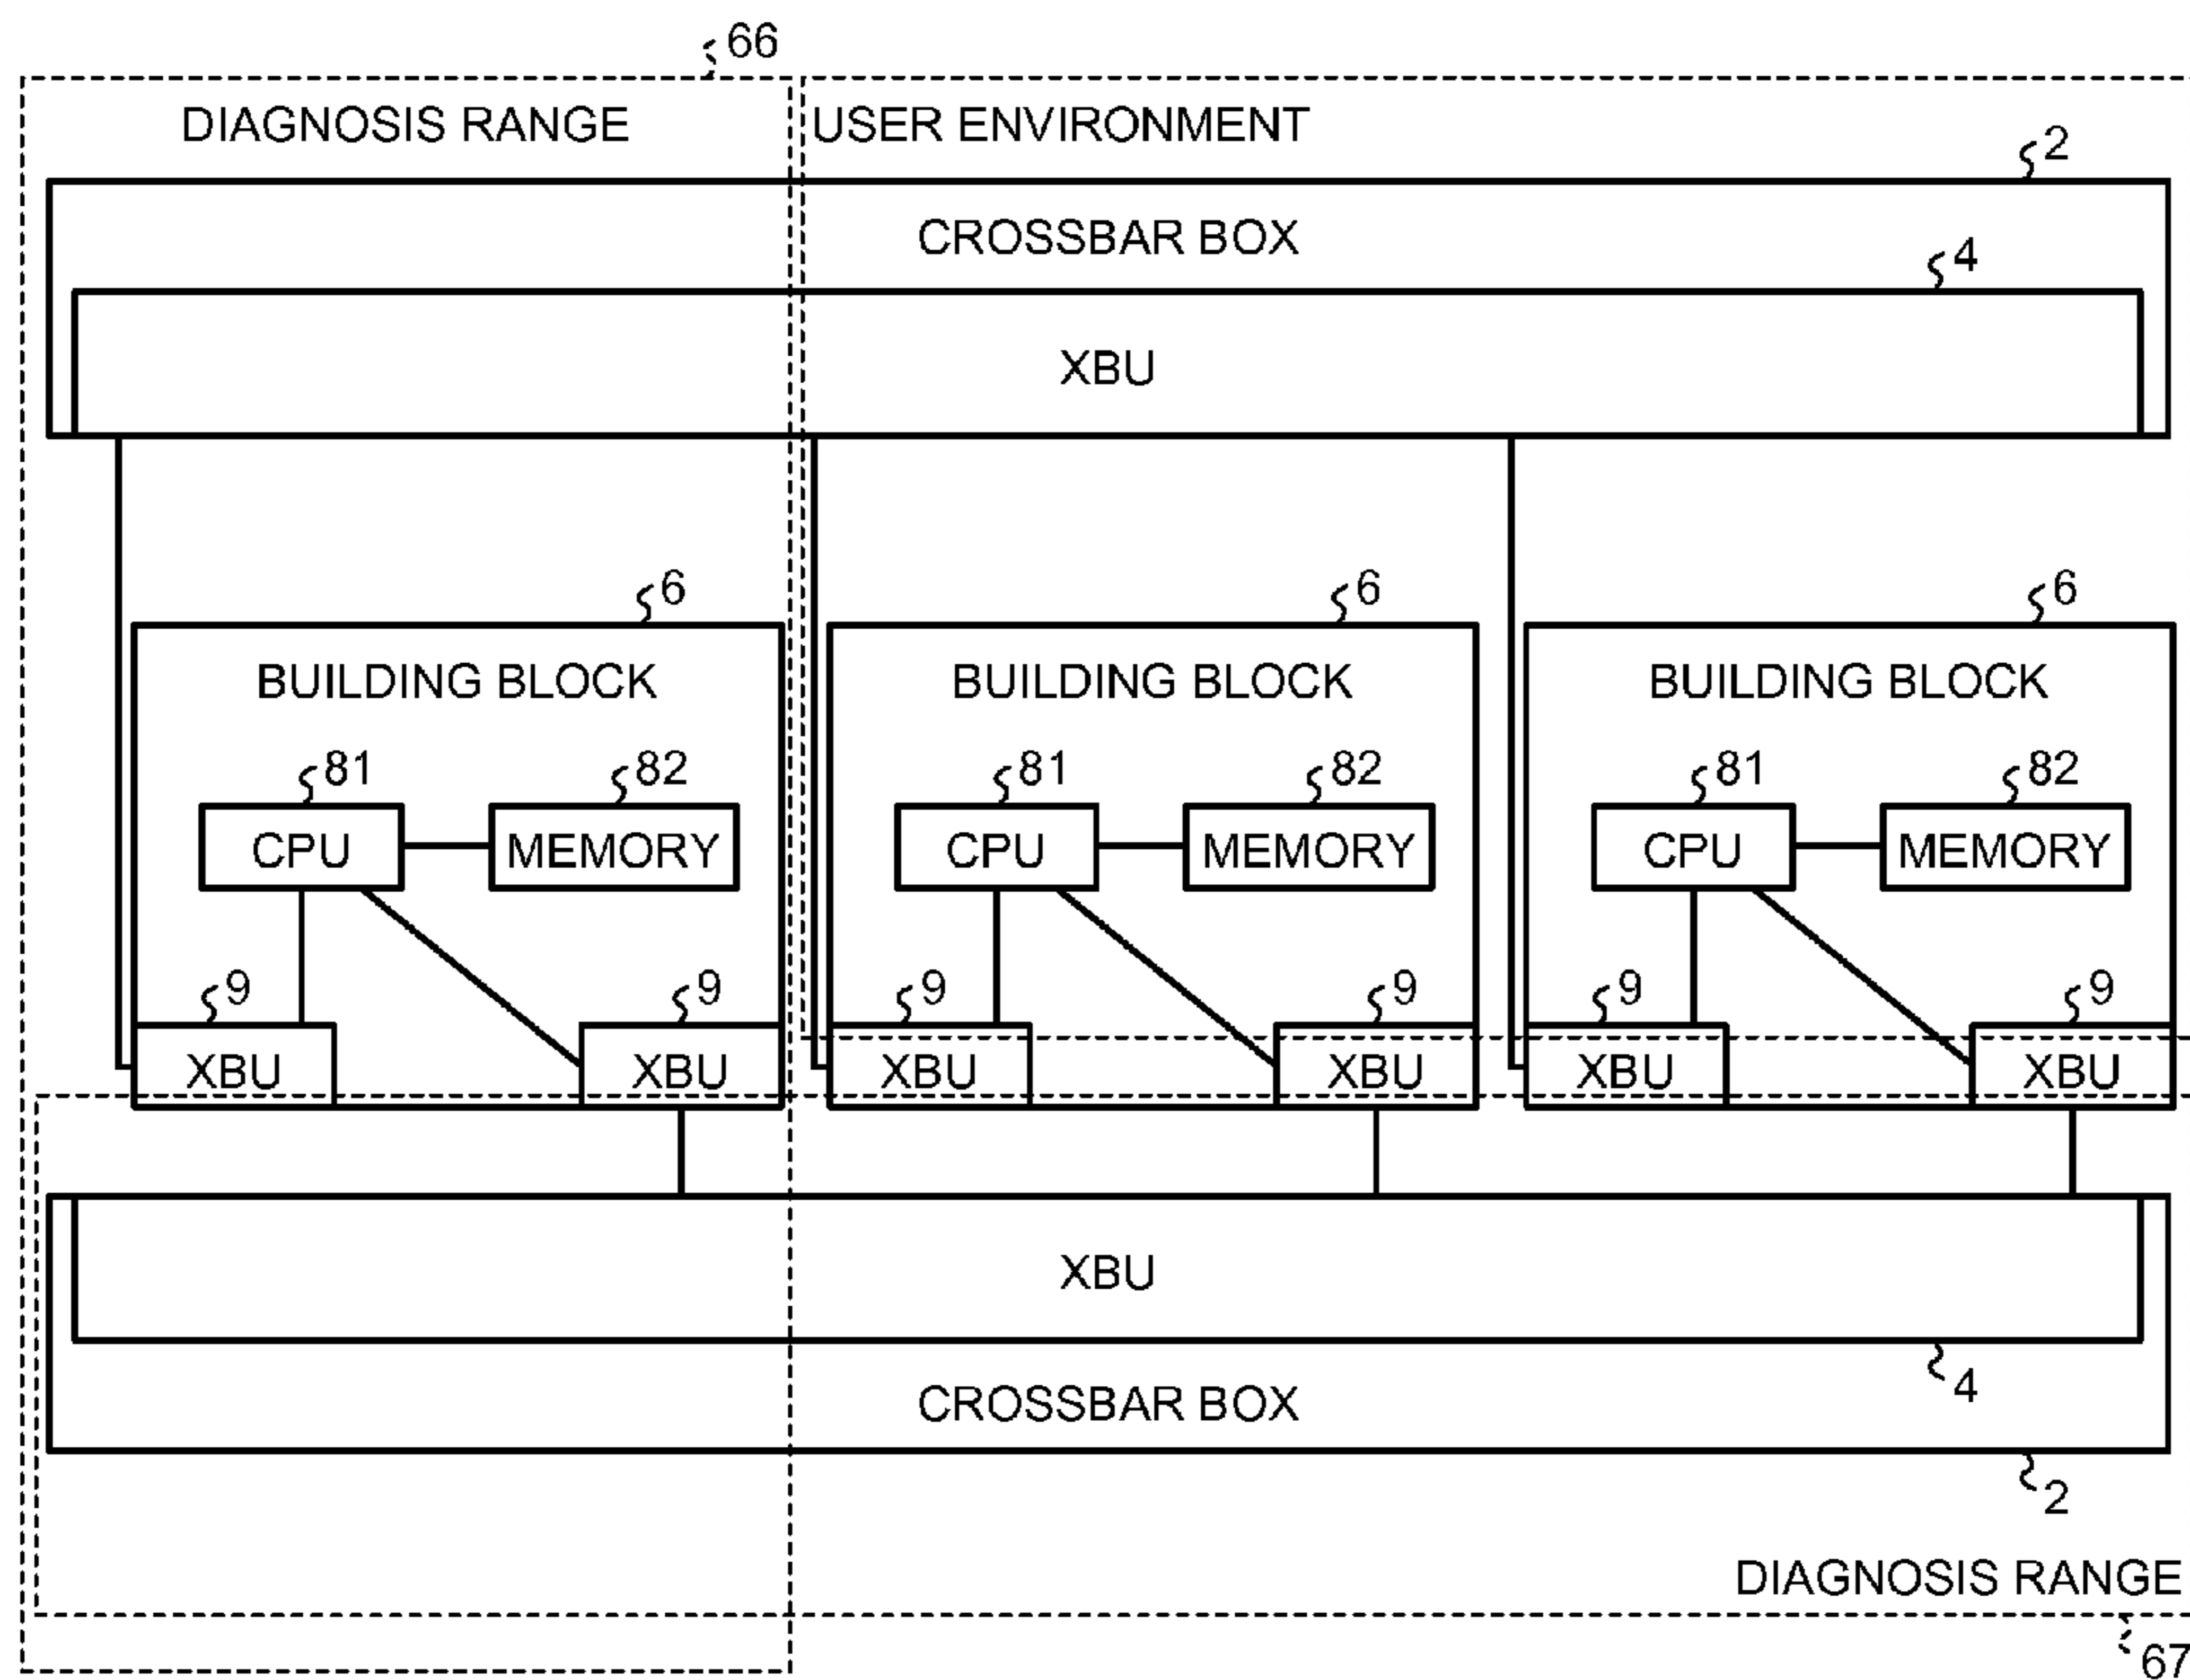 66
DIAGNOSIS RANGE
USER ENVIRONMENT
2
CROSSBAR BOX
4
XBU
6
6
6
BUILDING BLOCK
BUILDING BLOCK
BUILDING BLOCK
81
82
81
82
81
82
CPU
MEMORY
CPU
MEMORY
CPU
MEMORY
9
9
9
9
9
9
XBU
XBU
XBU
XBU
XBU
XBU
XBU
4
CROSSBAR BOX
2
DIAGNOSIS RANGE
67